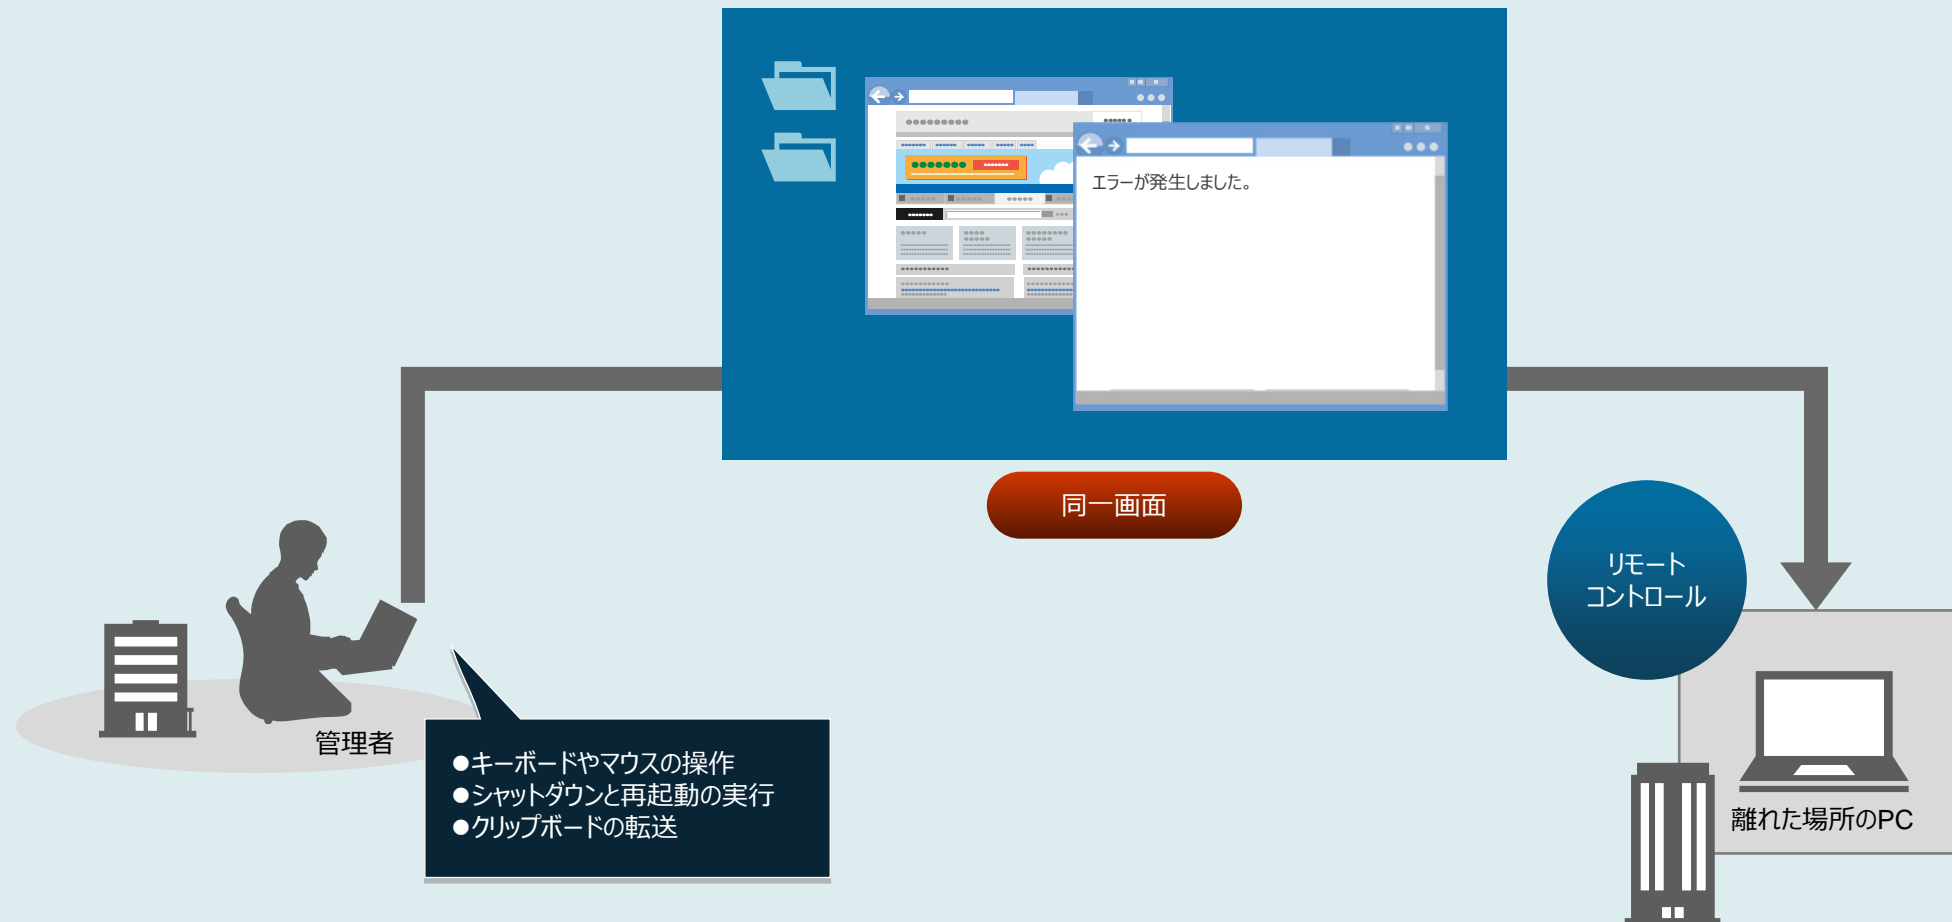 エラーが発生しました。
同一画面
リモート
コントロール
管理者
●キーボードやマウスの操作
●シャットダウンと再起動の実行
●クリップボードの転送
離れた場所のPC